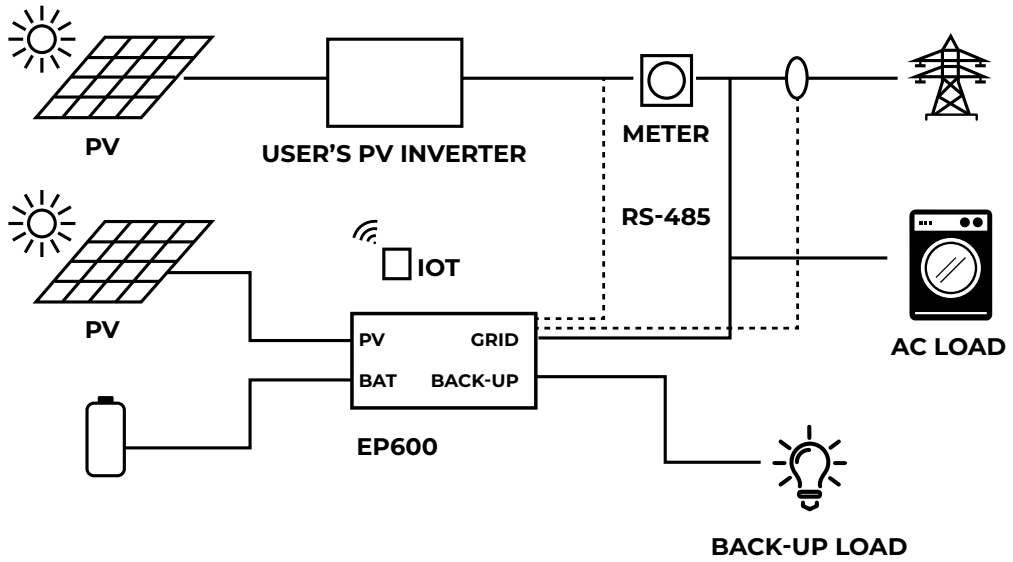 PV
USER’S PV INVERTER
METER
RS-485
PV
IOT
AC LOAD
PV
GRID
BAT
BACK-UP
EP600
BACK-UP LOAD